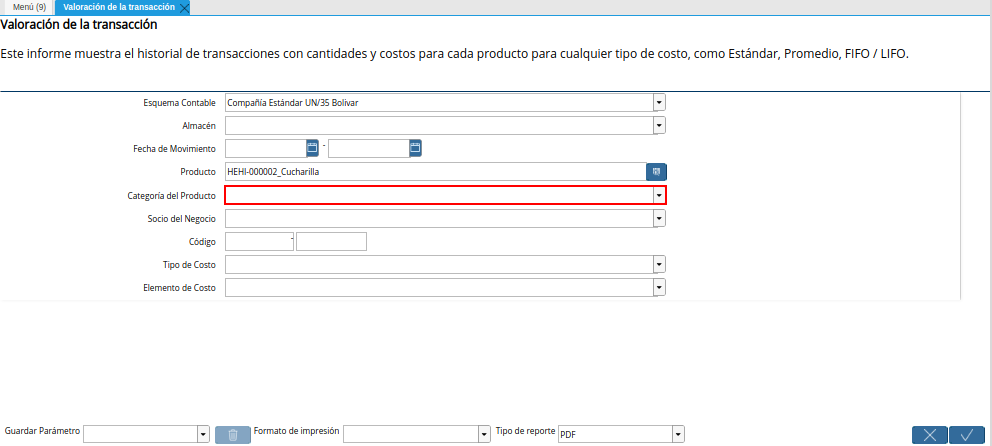 Menú (9) Valoración de la transacción
Valoración de la transacción
Este informe muestra el historial de transacciones con cantidades y costos para cada producto para cualquier tipo de costo, como Estándar, Promedio, FIFO / LIFO.
Esquema Contable Compañía Estándar UN/35 Bolivar
Almacén
Fecha de Movimiento -
Producto HEHI-000002_Cucharilla
Categoría del Producto
Socio del Negocio
Código -
Tipo de Costo
Elemento de Costo
Guardar Parámetro Formato de impresión Tipo de reporte PDF